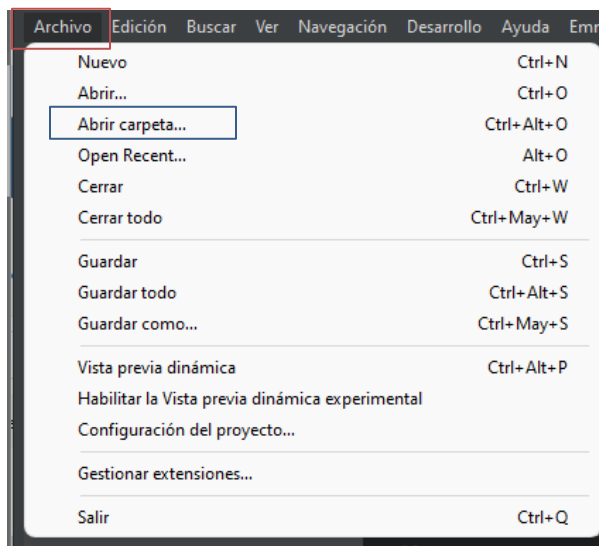 Archivo Edición Buscar Ver Navegación Desarrollo Ayuda Emm
Nuevo Ctrl+N
Abrir... Ctrl+O
Abrir carpeta... Ctrl+Alt+O
Open Recent... Alt+O
Cerrar Ctrl+W
Cerrar todo Ctrl+May+W
Guardar Ctrl+S
Guardar todo Ctrl+Alt+S
Guardar como... Ctrl+May+S
Vista previa dinámica Ctrl+Alt+P
Habilitar la Vista previa dinámica experimental
Configuración del proyecto...
Gestionar extensiones...
Salir Ctrl+Q